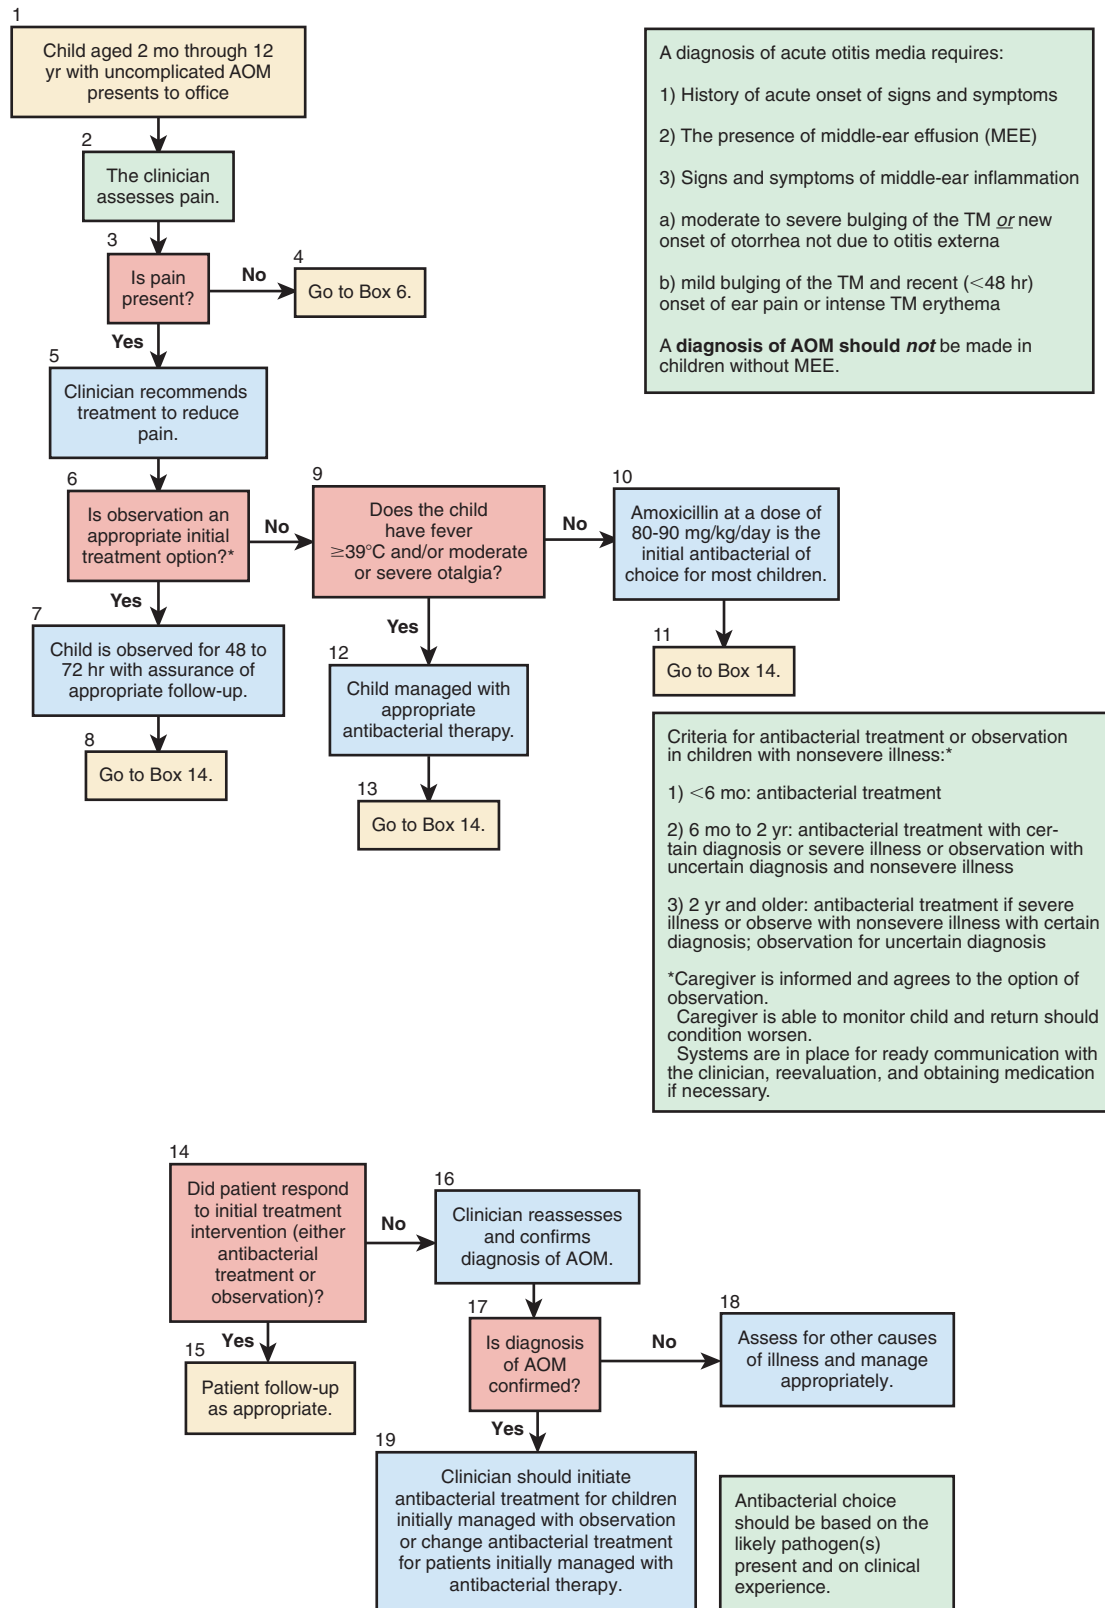 1
Child aged 2 mo through 12
yr with uncomplicated AOM
presents to office
2
The clinician
assesses pain.
3
Is pain
present?
No
4
Go to Box 6.
Yes
5
Clinician recommends
treatment to reduce
pain.
6
Is observation an
appropriate initial
treatment option?*
No
Yes
7
Child is observed for 48 to
72 hr with assurance of
appropriate follow-up.
8
Go to Box 14.
9
Does the child
have fever
≥39°C and/or moderate
or severe otalgia?
No
Yes
10
Amoxicillin at a dose of
80-90 mg/kg/day is the
initial antibacterial of
choice for most children.
11
Go to Box 14.
12
Child managed with
appropriate
antibacterial therapy.
13
Go to Box 14.
A diagnosis of acute otitis media requires:
1) History of acute onset of signs and symptoms
2) The presence of middle-ear effusion (MEE)
3) Signs and symptoms of middle-ear inflammation
a) moderate to severe bulging of the TM or new
onset of otorrhea not due to otitis externa
b) mild bulging of the TM and recent (<48 hr)
onset of ear pain or intense TM erythema
A diagnosis of AOM should not be made in
children without MEE.
Criteria for antibacterial treatment or observation
in children with nonsevere illness:*
1) <6 mo: antibacterial treatment
2) 6 mo to 2 yr: antibacterial treatment with cer-
tain diagnosis or severe illness or observation with
uncertain diagnosis and nonsevere illness
3) 2 yr and older: antibacterial treatment if severe
illness or observe with nonsevere illness with certain
diagnosis; observation for uncertain diagnosis
*Caregiver is informed and agrees to the option of
observation.
Caregiver is able to monitor child and return should
condition worsen.
Systems are in place for ready communication with
the clinician, reevaluation, and obtaining medication
if necessary.
14
Did patient respond
to initial treatment
intervention (either
antibacterial
treatment or
observation)?
No
Yes
15
Patient follow-up
as appropriate.
16
Clinician reassesses
and confirms
diagnosis of AOM.
17
Is diagnosis
of AOM
confirmed?
No
Yes
18
Assess for other causes
of illness and manage
appropriately.
19
Clinician should initiate
antibacterial treatment for children
initially managed with observation
or change antibacterial treatment
for patients initially managed with
antibacterial therapy.
Antibacterial choice
should be based on the
likely pathogen(s)
present and on clinical
experience.